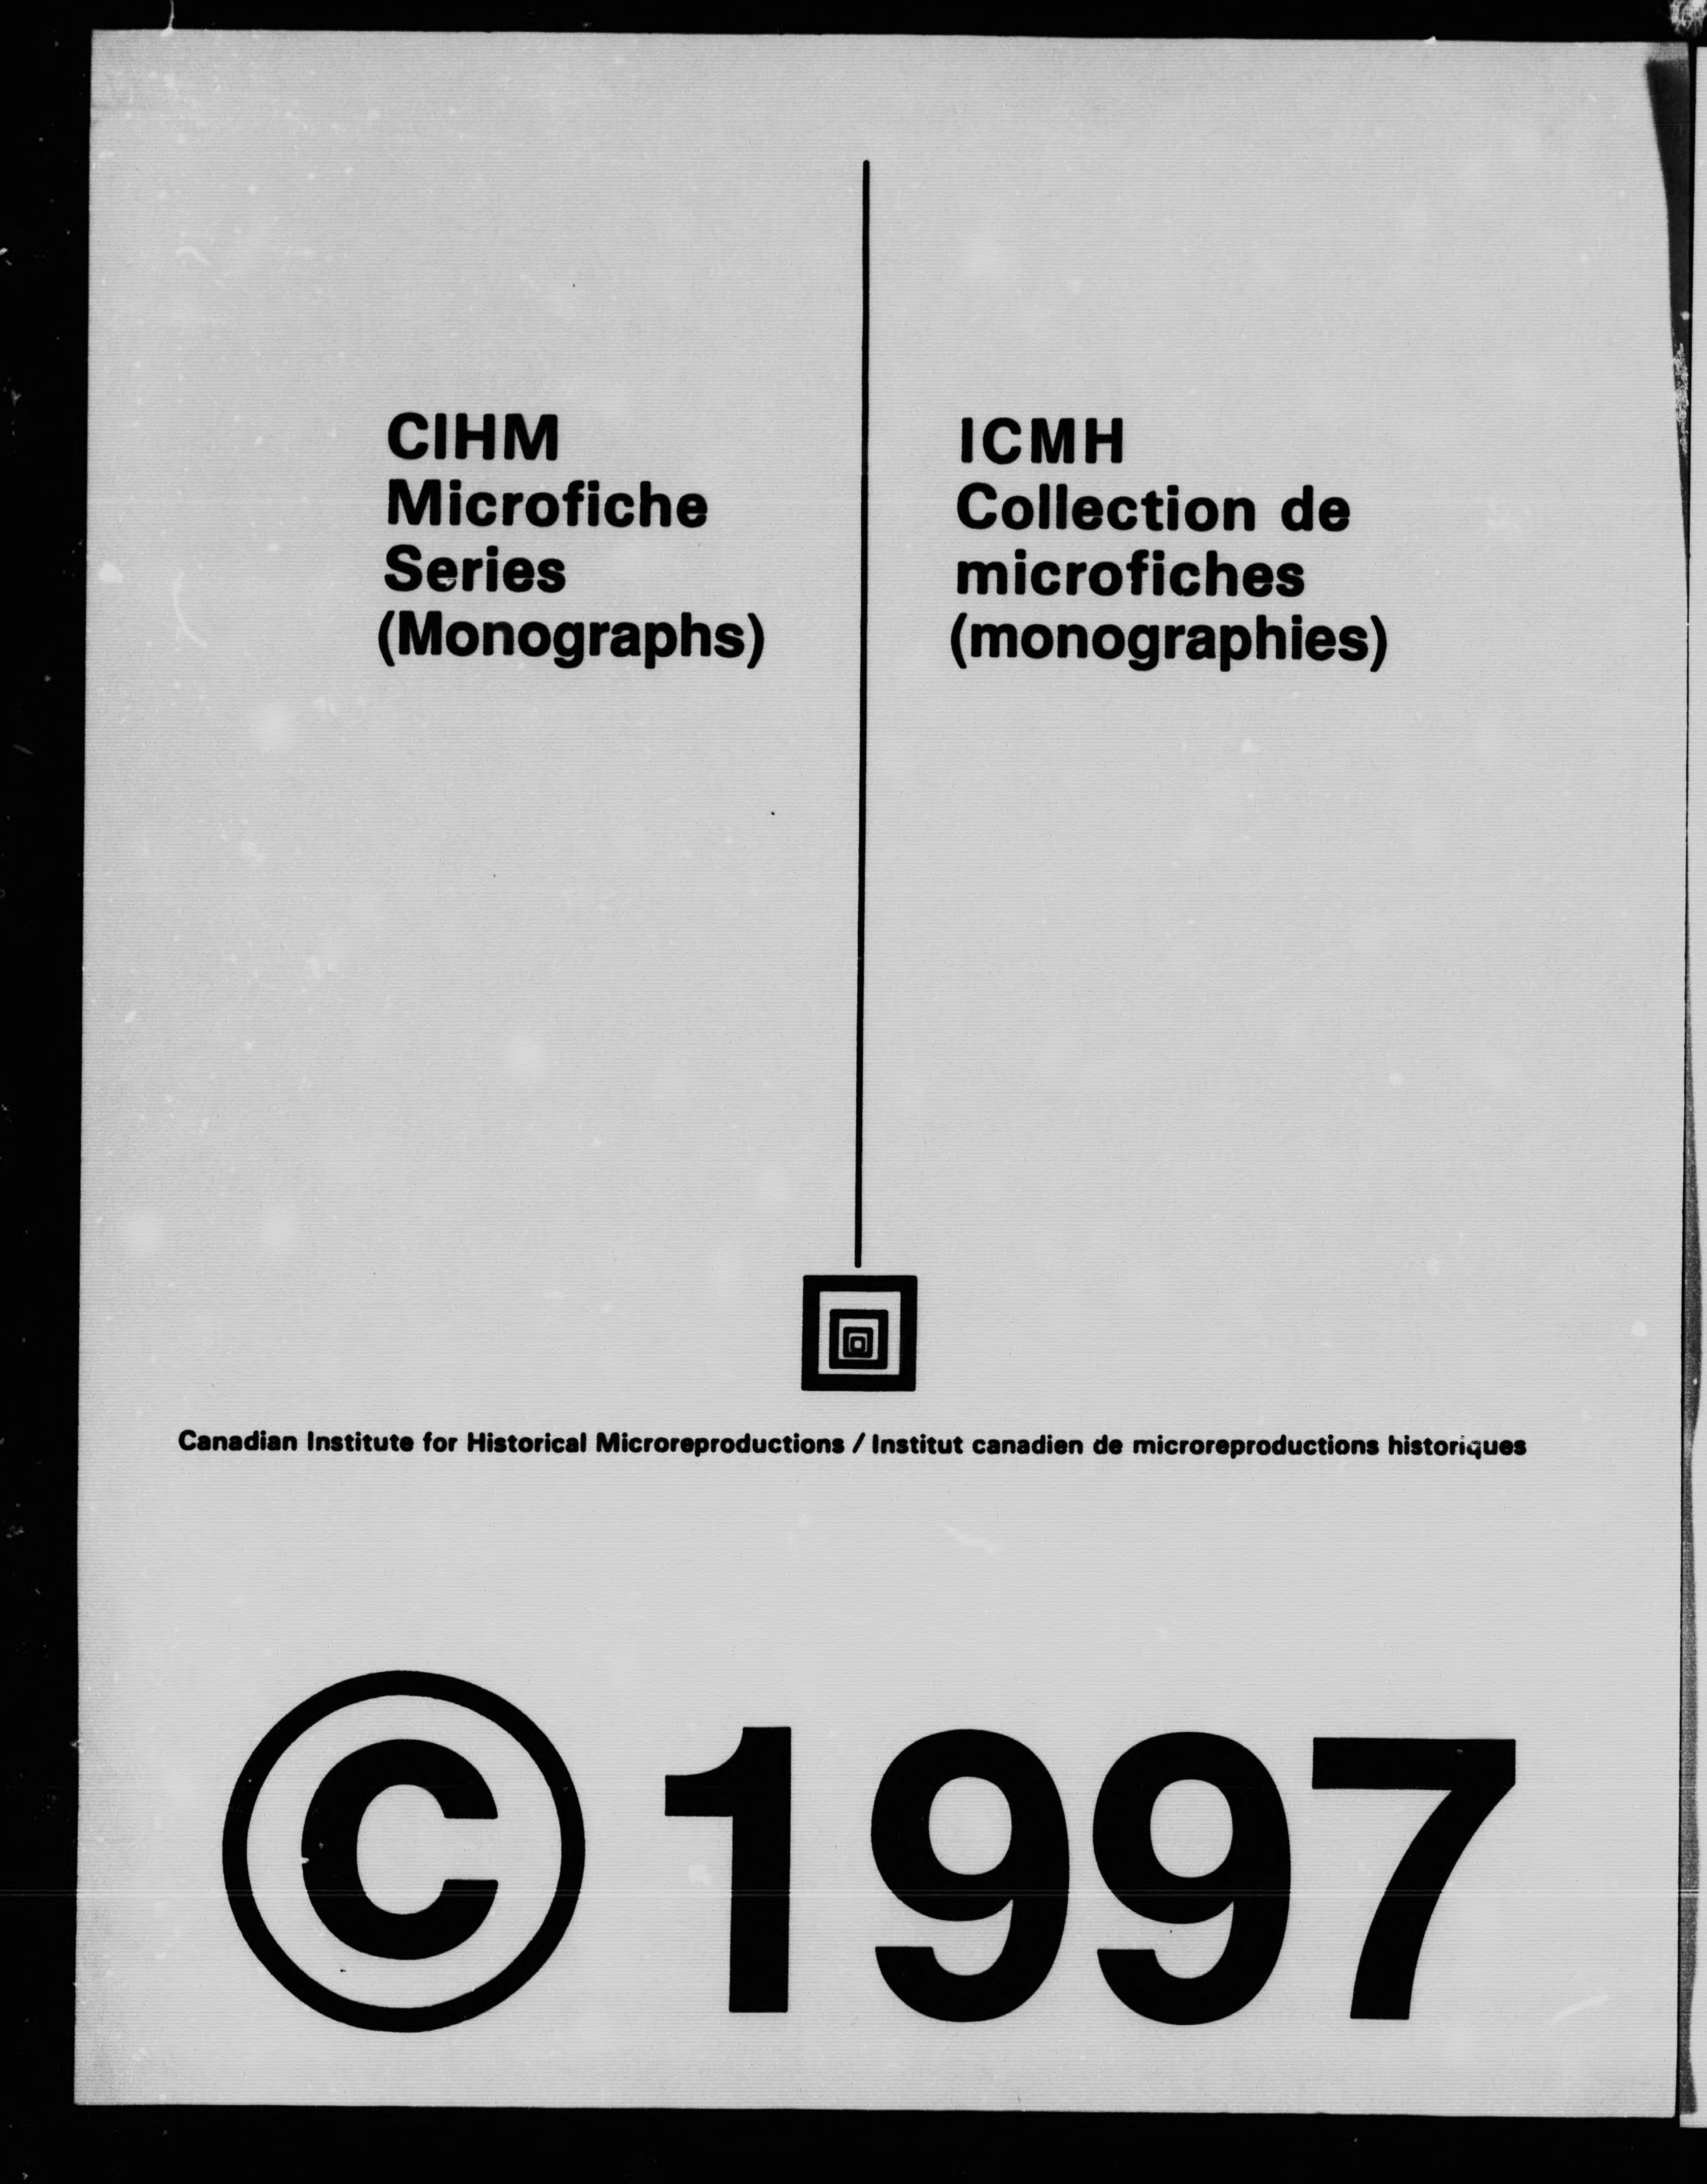 CIHM
Microfiche
Series
(Monographs)
ICMH
Collection de
microfiches
(monographies)
Canadian Institute for Historical Microreproductions / Institut canadien de microreproductions historiques
© 1997